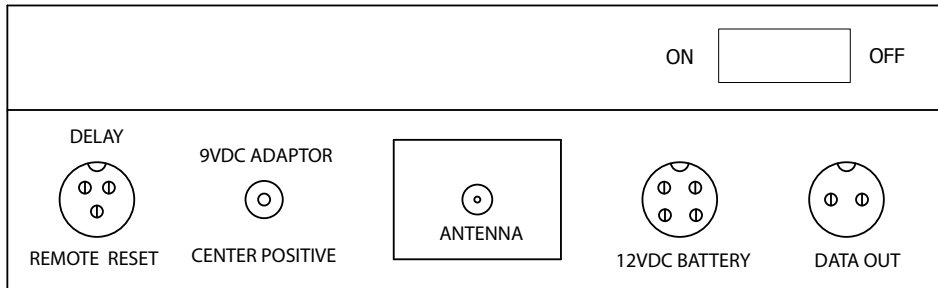 ON OFF
DELAY
9VDC ADAPTOR
ANTENNA
REMOTE RESET
CENTER POSITIVE
12VDC BATTERY
DATA OUT